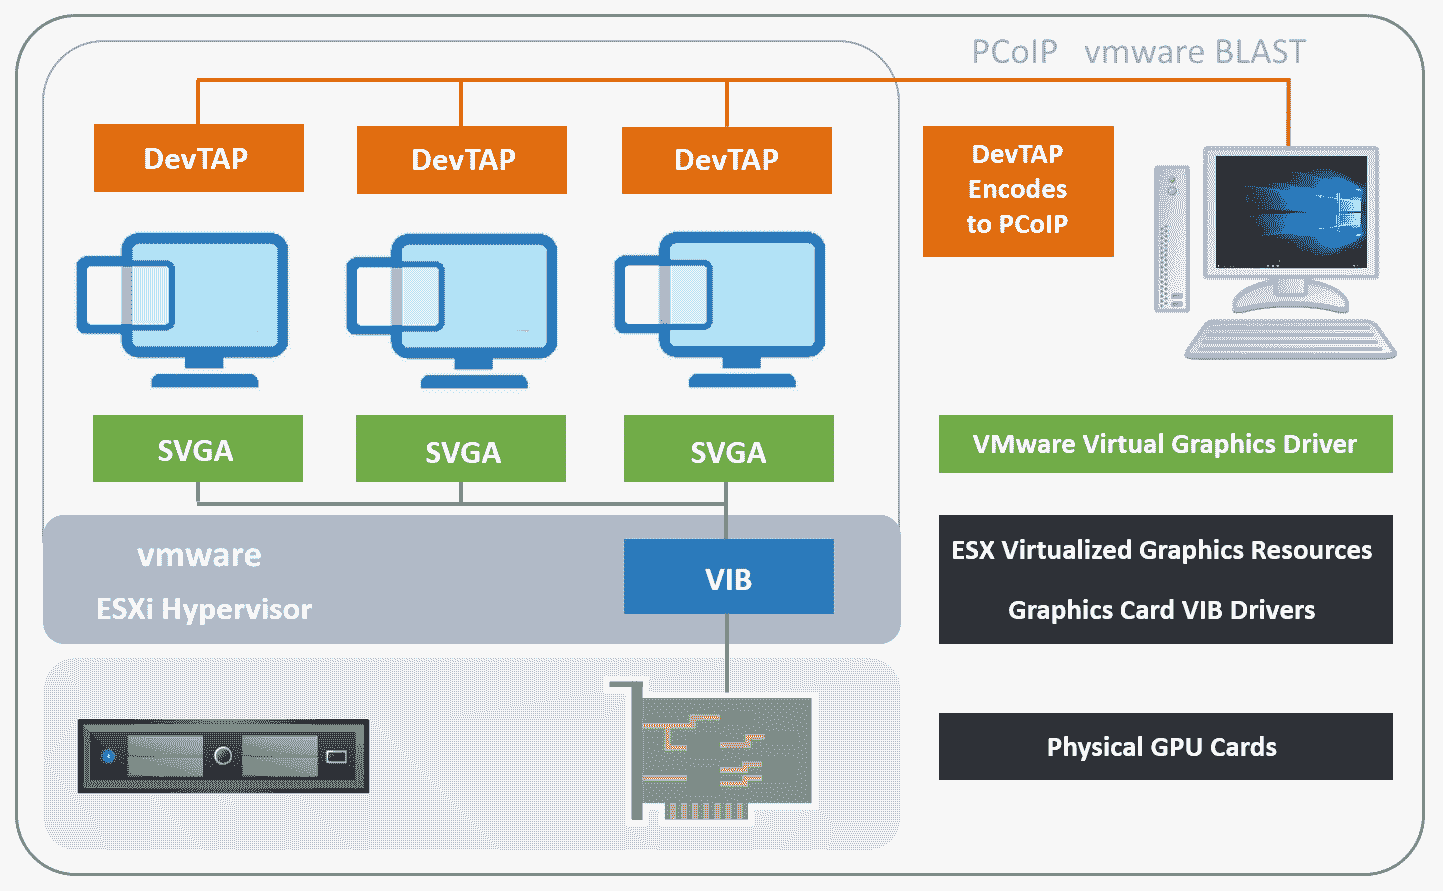 PCoIP vmware BLAST
DevTAP
DevTAP
DevTAP
DevTAP
Encodes
to PCoIP
SVGA
SVGA
SVGA
VMware Virtual Graphics Driver
vmware
ESXi Hypervisor
VIB
ESX Virtualized Graphics Resources
Graphics Card VIB Drivers
Physical GPU Cards